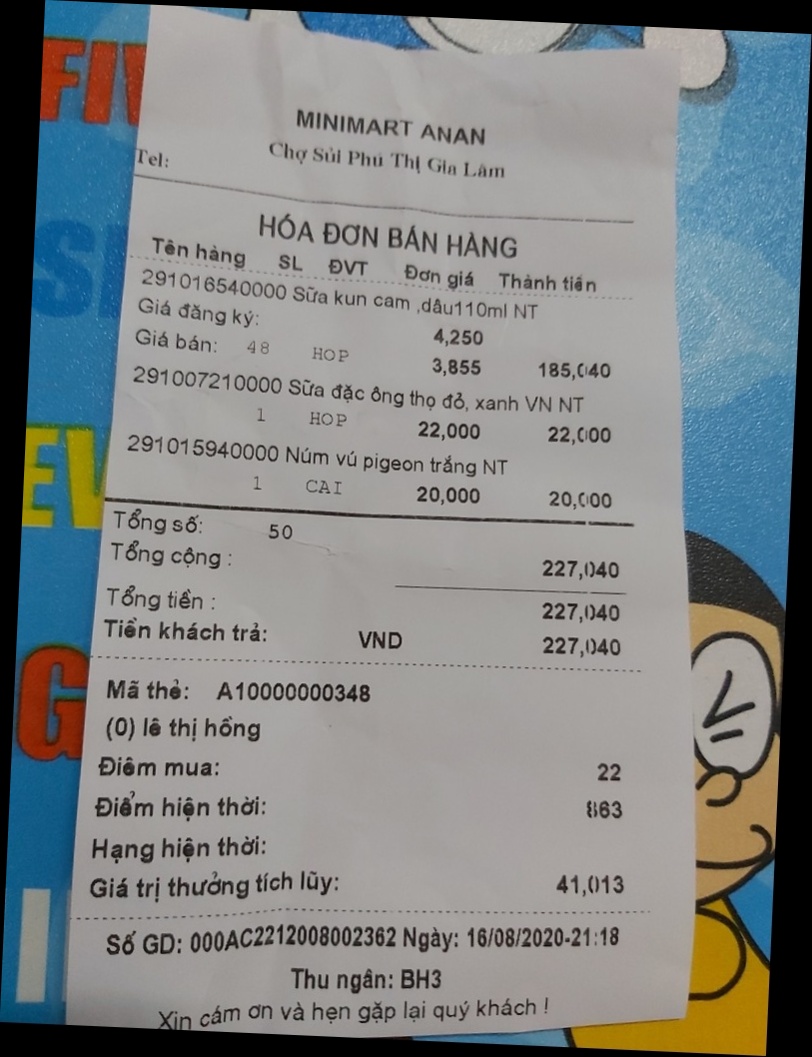 MINIMART ANAN
Chợ Sủi Phú Thị Gia Lâm
Tel:
HÓA ĐƠN BÁN HÀNG
Tên hàng SL ĐVT Đơn giá Thành tiền
291016540000 Sữa kun cam ,dâu110ml NT
Giá đăng ký: 4,250
Giá bán: 48 HOP 3,855 185,040
291007210000 Sữa đặc ông thọ đỏ, xanh VN NT
1 HOP 22,000 22,000
291015940000 Núm vú pigeon trắng NT
1 CAI 20,000 20,000
Tổng số: 50
Tổng cộng : 227,040
Tổng tiền : 227,040
Tiền khách trả: VND 227,040
Mã thẻ: A10000000348
(0) lê thị hồng
Điểm mua: 22
Điểm hiện thời: 863
Hạng hiện thời:
Giá trị thưởng tích lũy: 41,013
Số GD: 000AC2212008002362 Ngày: 16/08/2020-21:18
Thu ngân: BH3
Xin cám ơn và hẹn gặp lại quý khách !